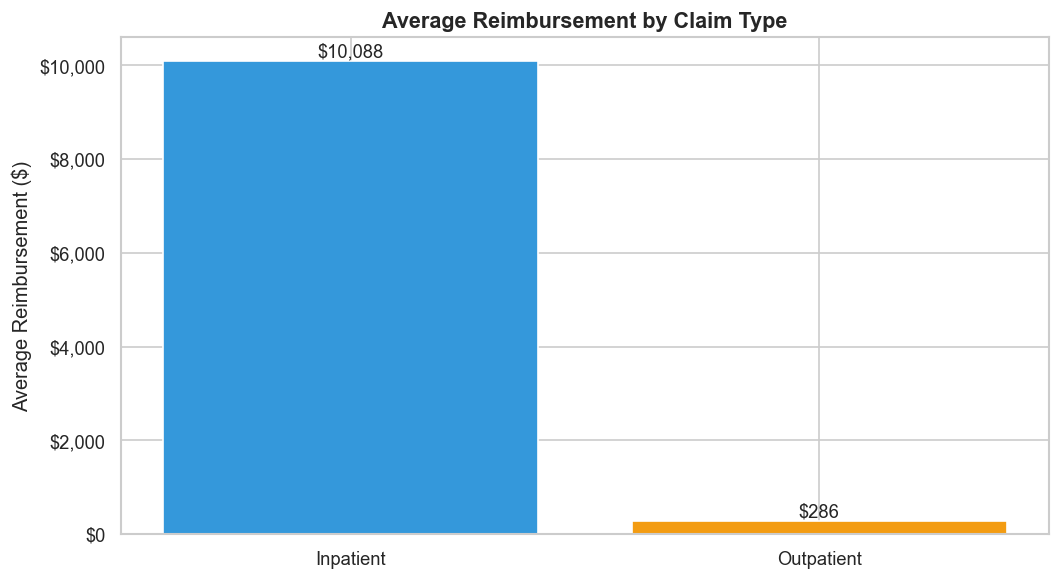 Average Reimbursement by Claim Type
Average Reimbursement ($)
$10,000
$8,000
$6,000
$4,000
$2,000
$0
$10,088
$286
Inpatient
Outpatient